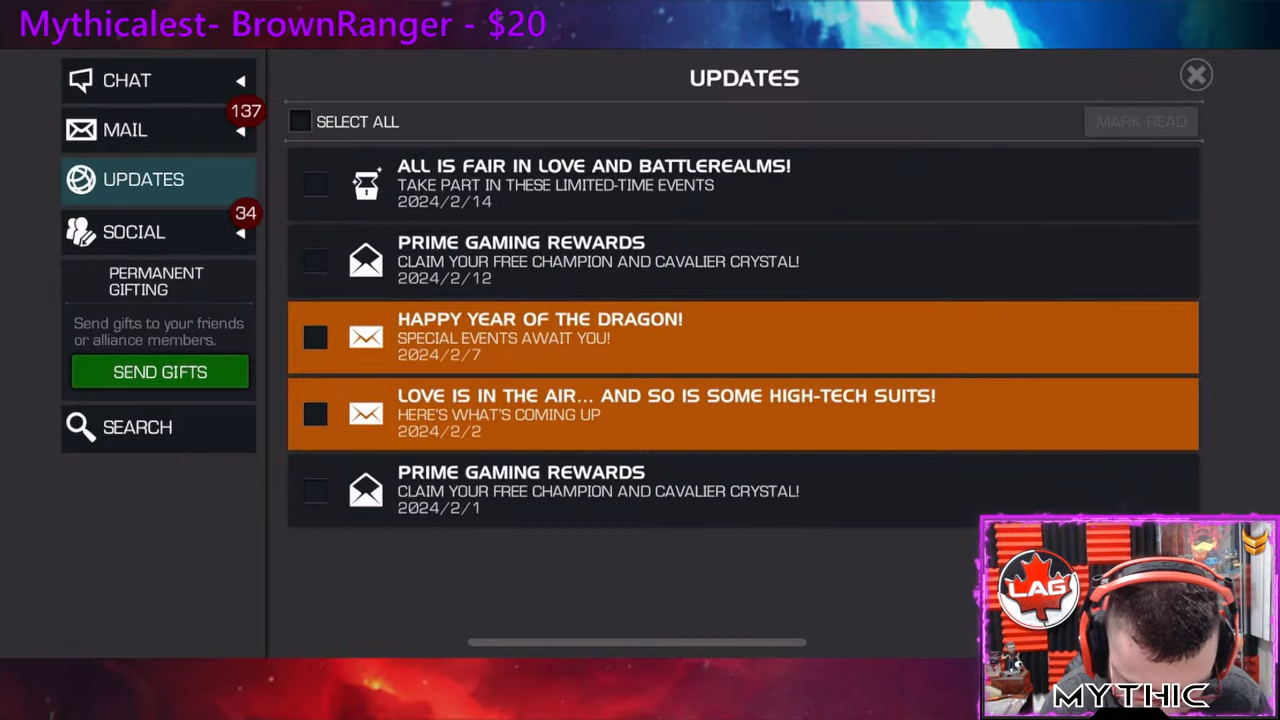 Mythicalest- BrownRanger - $20
CHAT
137
MAIL
UPDATES
34
SOCIAL
PERMANENT
GIFTING
Send gifts to your friends
or alliance members.
SEND GIFTS
SEARCH
UPDATES
SELECT ALL
MARK READ
ALL IS FAIR IN LOVE AND BATTLEREALMS!
TAKE PART IN THESE LIMITED-TIME EVENTS
2024/2/14
PRIME GAMING REWARDS
CLAIM YOUR FREE CHAMPION AND CAVALIER CRYSTAL!
2024/2/12
HAPPY YEAR OF THE DRAGON!
SPECIAL EVENTS AWAIT YOU!
2024/2/7
LOVE IS IN THE AIR... AND SO IS SOME HIGH-TECH SUITS!
HERE'S WHAT'S COMING UP
2024/2/2
PRIME GAMING REWARDS
CLAIM YOUR FREE CHAMPION AND CAVALIER CRYSTAL!
2024/2/1
LAG
MYTHIC